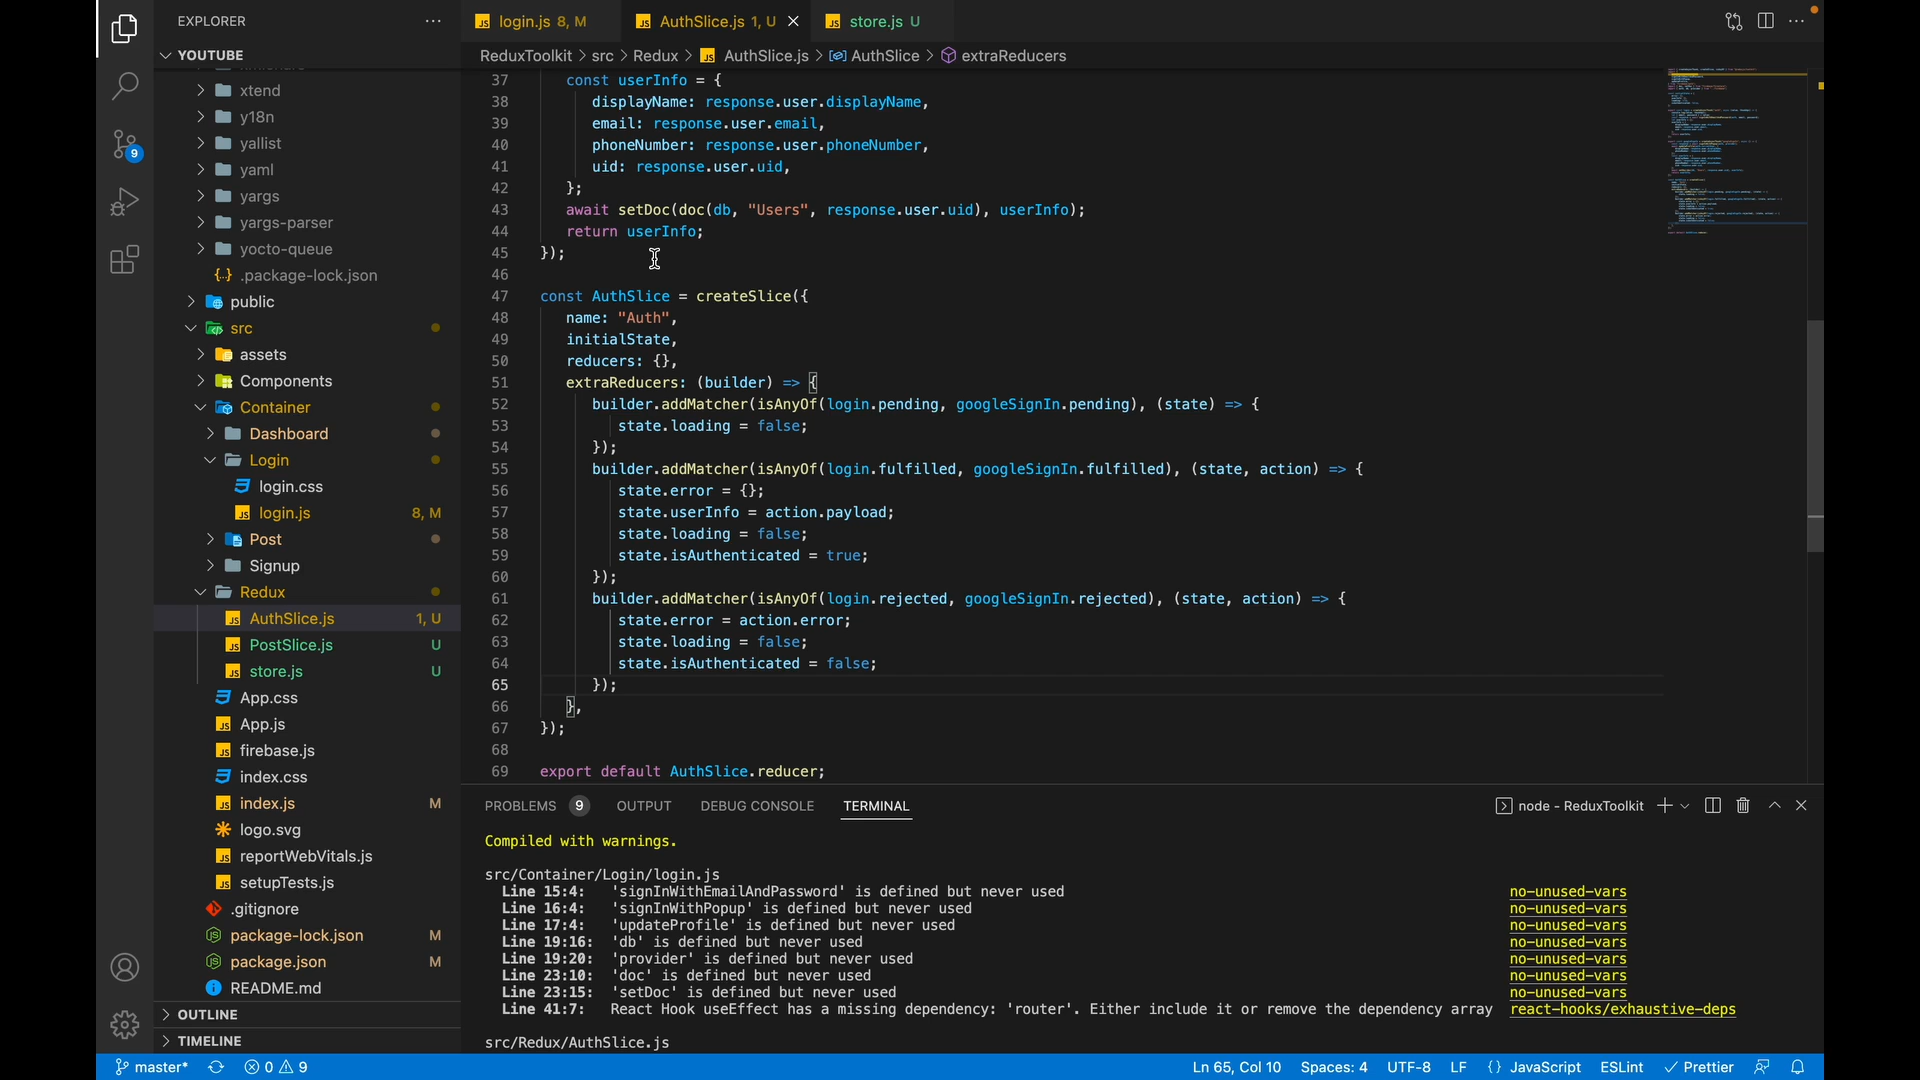 EXPLORER
login.js 8, M
AuthSlice.js 1, U
store.js U
YOUTUBE
ReduxToolkit > src > Redux > AuthSlice.js > AuthSlice > extraReducers
xtend
y18n
yallist
yaml
yargs
yargs-parser
yocto-queue
.package-lock.json
public
src
assets
Components
Container
Dashboard
Login
login.css
login.js 8, M
Post
Signup
Redux
AuthSlice.js 1, U
PostSlice.js U
store.js U
App.css
App.js
firebase.js
index.css
index.js M
logo.svg
reportWebVitals.js
setupTests.js
.gitignore
package-lock.json M
package.json M
README.md
OUTLINE
TIMELINE
9
37 const userInfo = {
38 displayName: response.user.displayName,
39 email: response.user.email,
40 phoneNumber: response.user.phoneNumber,
41 uid: response.user.uid,
42 };
43 await setDoc(doc(db, "Users", response.user.uid), userInfo);
44 return userInfo;
45 });
46
47 const AuthSlice = createSlice({
48 name: "Auth",
49 initialState,
50 reducers: {},
51 extraReducers: (builder) => {
52 builder.addMatcher(isAnyOf(login.pending, googleSignIn.pending), (state) => {
53 state.loading = false;
54 });
55 builder.addMatcher(isAnyOf(login.fulfilled, googleSignIn.fulfilled), (state, action) => {
56 state.error = {};
57 state.userInfo = action.payload;
58 state.loading = false;
59 state.isAuthenticated = true;
60 });
61 builder.addMatcher(isAnyOf(login.rejected, googleSignIn.rejected), (state, action) => {
62 state.error = action.error;
63 state.loading = false;
64 state.isAuthenticated = false;
65 });
66 },
67 });
68
69 export default AuthSlice.reducer;
PROBLEMS 9 OUTPUT DEBUG CONSOLE TERMINAL
node - ReduxToolkit
Compiled with warnings.
src/Container/Login/login.js
Line 15:4: 'signInWithEmailAndPassword' is defined but never used no-unused-vars
Line 16:4: 'signInWithPopup' is defined but never used no-unused-vars
Line 17:4: 'updateProfile' is defined but never used no-unused-vars
Line 19:16: 'db' is defined but never used no-unused-vars
Line 19:20: 'provider' is defined but never used no-unused-vars
Line 23:10: 'doc' is defined but never used no-unused-vars
Line 23:15: 'setDoc' is defined but never used no-unused-vars
Line 41:7: React Hook useEffect has a missing dependency: 'router'. Either include it or remove the dependency array react-hooks/exhaustive-deps
src/Redux/AuthSlice.js
master* 0 9
Ln 65, Col 10 Spaces: 4 UTF-8 LF {} JavaScript ESLint Prettier